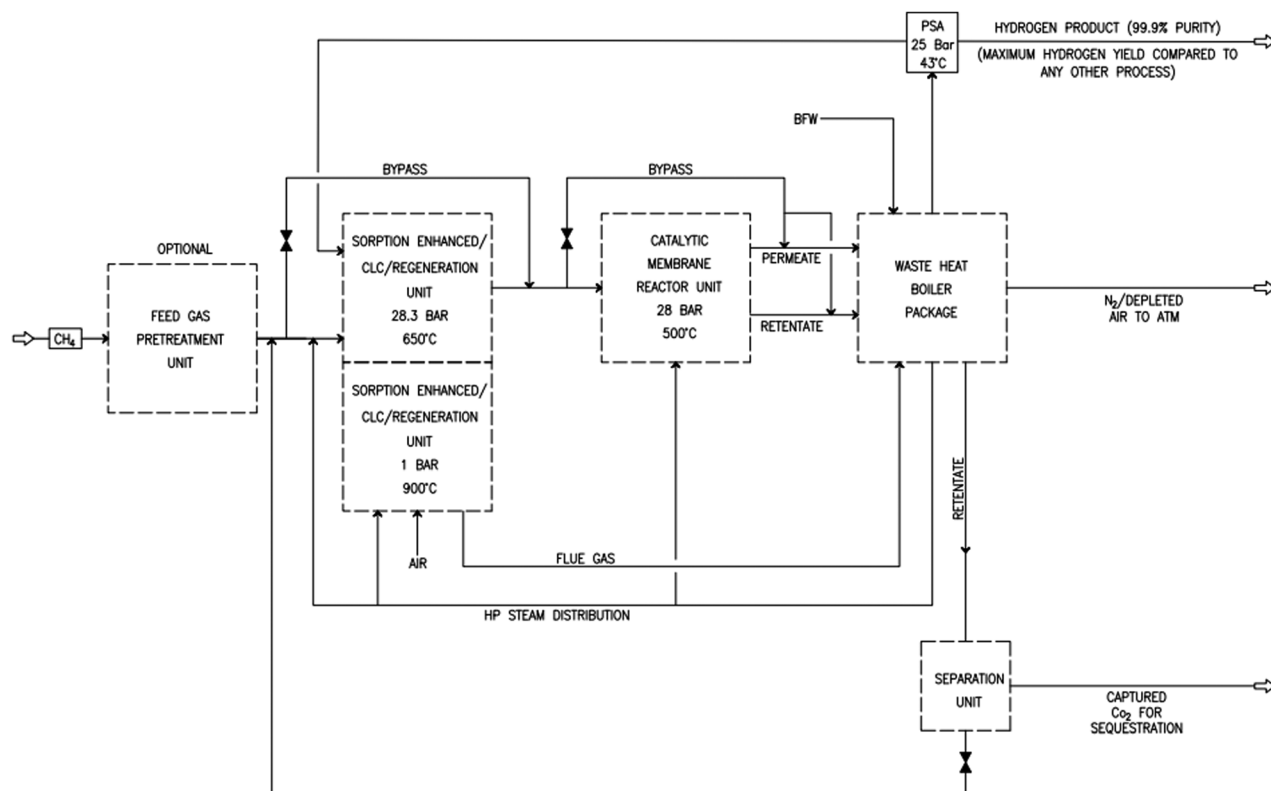 PSA
25 Bar
43°C
HYDROGEN PRODUCT (99.9% PURITY)
(MAXIMUM HYDROGEN YIELD COMPARED TO
ANY OTHER PROCESS)
BFW
BYPASS
BYPASS
OPTIONAL
FEED GAS
PRETREATMENT
UNIT
CH₄
SORPTION ENHANCED/
CLC/REGENERATION
UNIT
28.3 BAR
650°C
SORPTION ENHANCED/
CLC/REGENERATION
UNIT
1 BAR
900°C
CATALYTIC
MEMBRANE
REACTOR UNIT
28 BAR
500°C
PERMEATE
RETENTATE
WASTE HEAT
BOILER
PACKAGE
N₂/DEPLETED
AIR TO ATM
AIR
FLUE GAS
HP STEAM DISTRIBUTION
RETENTATE
SEPARATION
UNIT
CAPTURED
Co₂ FOR
SEQUESTRATION